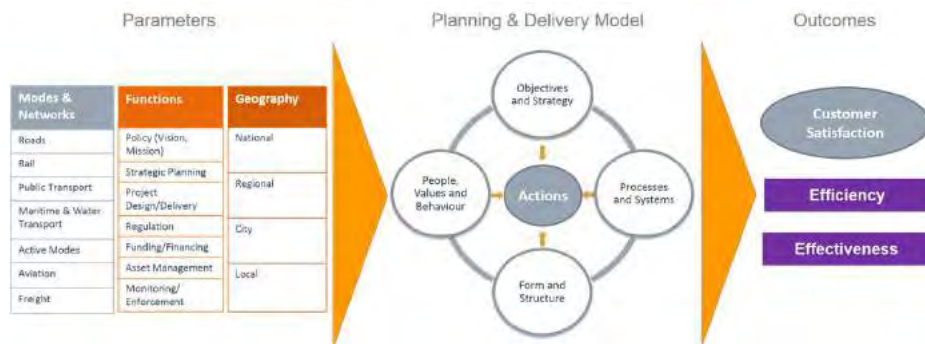 Parameters
Planning & Delivery Model
Outcomes
Modes &
Networks
Roads
Rail
Public Transport
Maritime & Water
Transport
Active Modes
Aviation
Freight
Functions
Policy (Vision,
Mission)
Strategic Planning
Project
Design/Delivery
Regulation
Funding/Financing
Asset Management
Monitoring/
Enforcement
Geography
National
Regional
City
Local
Objectives
and Strategy
People,
Values and
Behaviour
Actions
Processes
and Systems
Form and
Structure
Customer
Satisfaction
Efficiency
Effectiveness